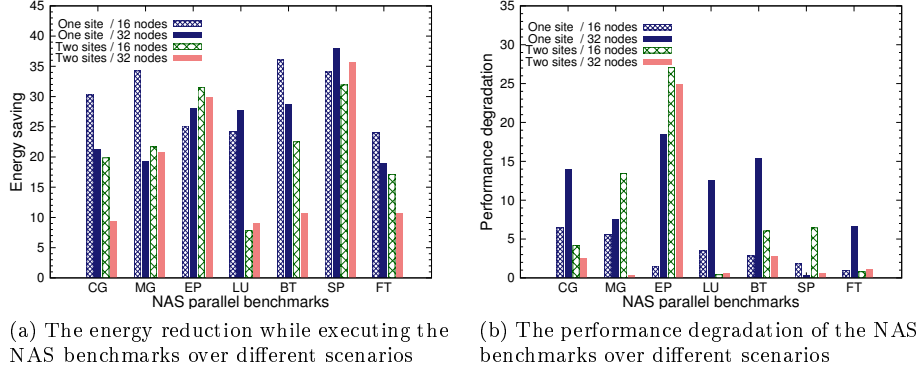 45
40
35
30
25
20
15
10
5
0
Energy saving
One site / 16 nodes
One site / 32 nodes
Two sites / 16 nodes
Two sites / 32 nodes
CG MG EP LU BT SP FT
NAS parallel benchmarks
(a) The energy reduction while executing the
NAS benchmarks over different scenarios
35
30
25
20
15
10
5
0
Performance degradation
One site / 16 nodes
One site / 32 nodes
Two sites / 16 nodes
Two sites / 32 nodes
CG MG EP LU BT SP FT
NAS parallel benchmarks
(b) The performance degradation of the NAS
benchmarks over different scenarios